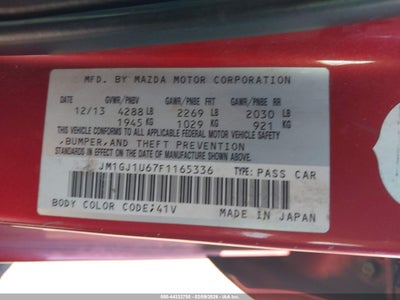 MFD. BY MAZDA MOTOR CORPORATION
GVWR/PNBV GAWR/PNBE FRT GAWR/PNBE RR
12/13 4288 LB 2269 LB 2030 LB
1945 KG 1029 KG 921 KG
THIS VEHICLE CONFORMS TO ALL APPLICABLE FEDERAL MOTOR VEHICLE SAFETY
, BUMPER, AND THEFT PREVENTION
STANDARDS IN EFFECT ON THE DATE OF MANUFACTURE SHOWN ABOVE.
JM1GJ1U67F1165336 TYPE: PASS CAR
BODY COLOR CODE;41V MADE IN JAPAN